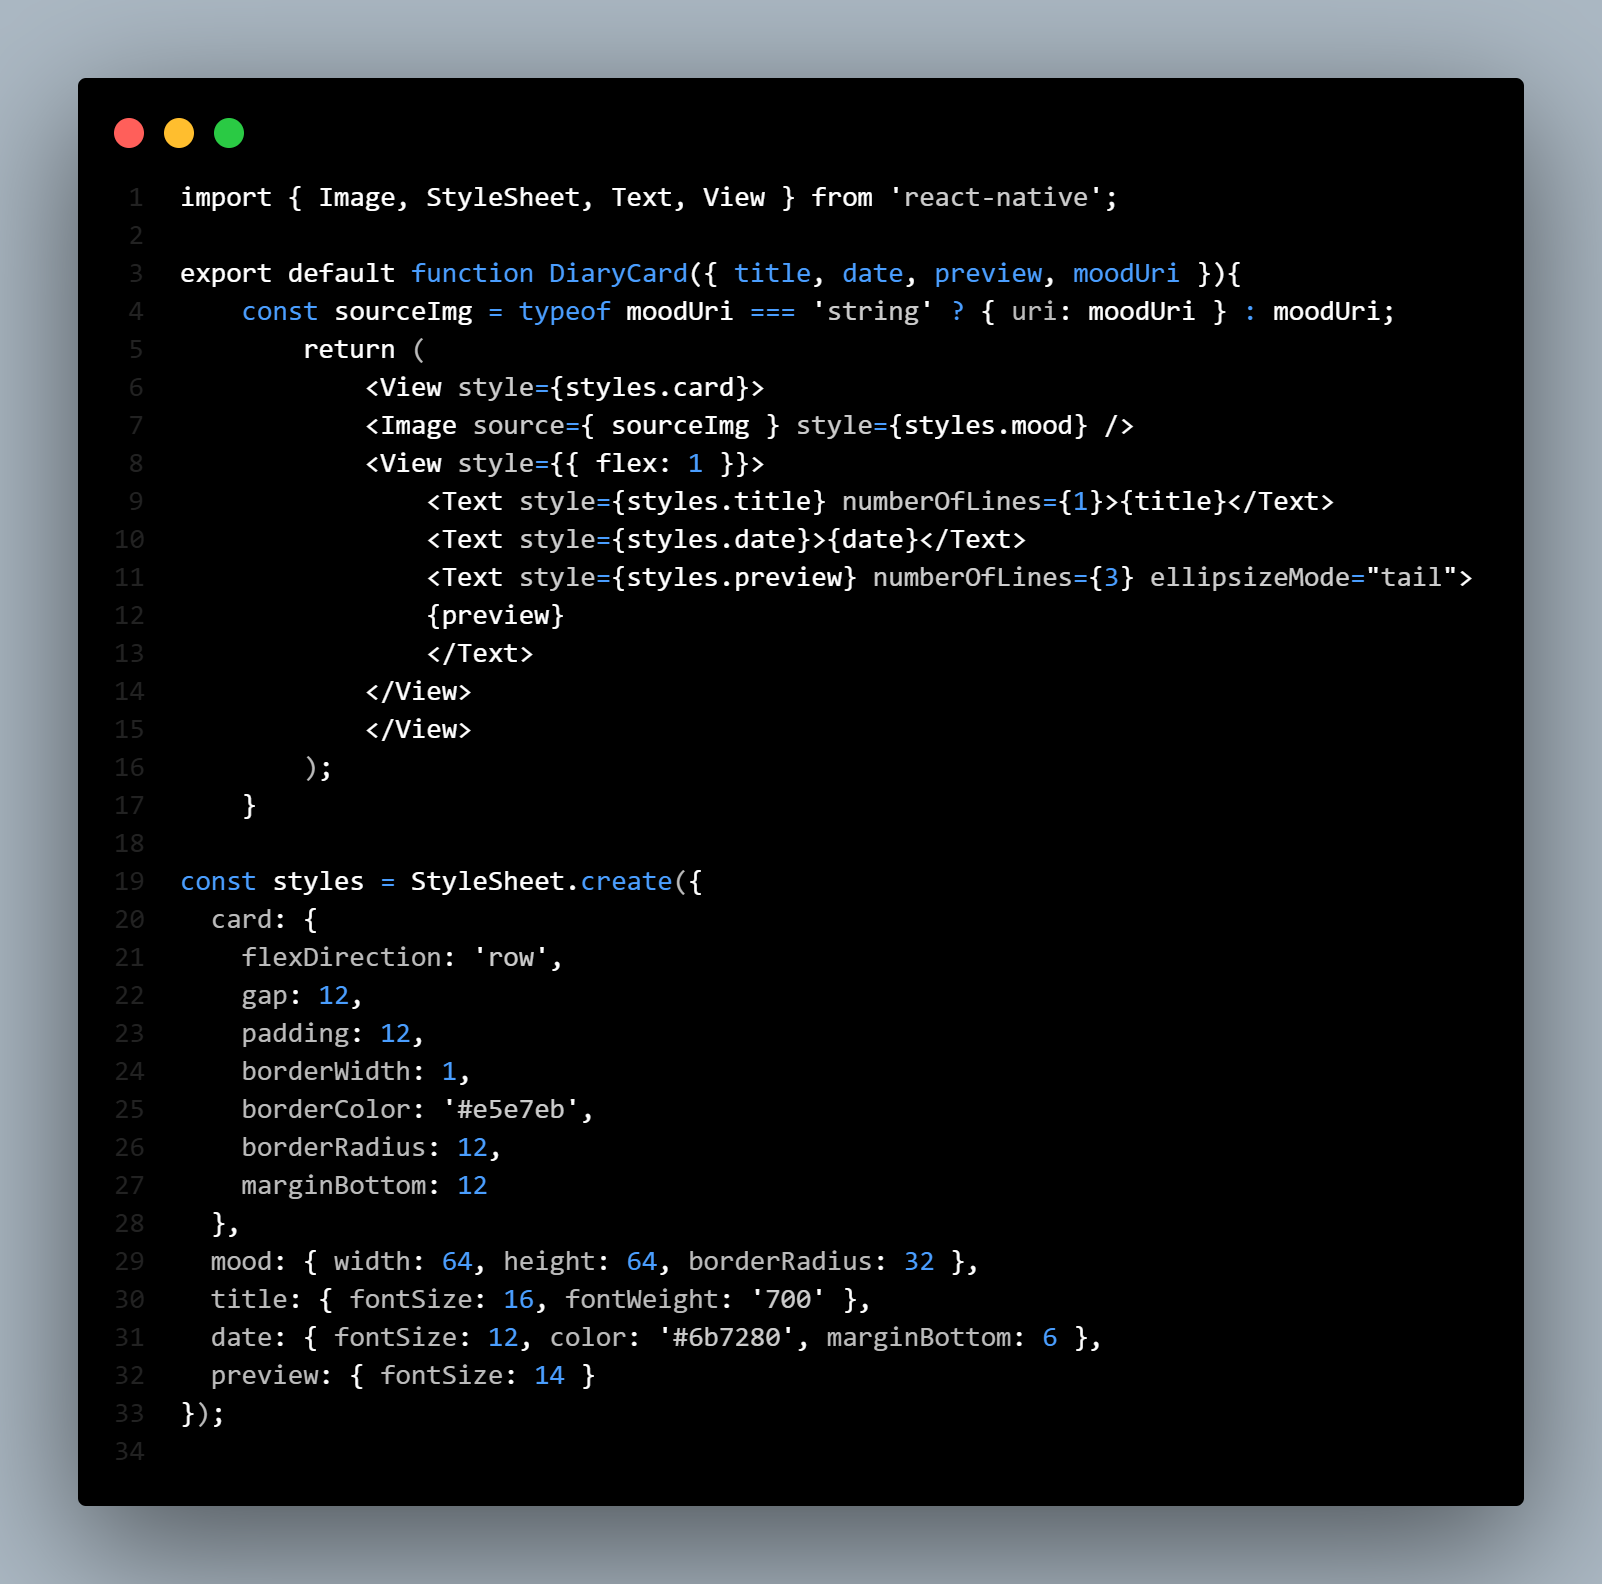 1 import { Image, StyleSheet, Text, View } from 'react-native';
2
3 export default function DiaryCard({ title, date, preview, moodUri }){
4     const sourceImg = typeof moodUri === 'string' ? { uri: moodUri } : moodUri;
5         return (
6             <View style={styles.card}>
7             <Image source={ sourceImg } style={styles.mood} />
8             <View style={{ flex: 1 }}>
9                 <Text style={styles.title} numberOfLines={1}>{title}</Text>
10                 <Text style={styles.date}>{date}</Text>
11                 <Text style={styles.preview} numberOfLines={3} ellipsizeMode="tail">
12                 {preview}
13                 </Text>
14             </View>
15             </View>
16         );
17     }
18
19 const styles = StyleSheet.create({
20   card: {
21     flexDirection: 'row',
22     gap: 12,
23     padding: 12,
24     borderWidth: 1,
25     borderColor: '#e5e7eb',
26     borderRadius: 12,
27     marginBottom: 12
28   },
29   mood: { width: 64, height: 64, borderRadius: 32 },
30   title: { fontSize: 16, fontWeight: '700' },
31   date: { fontSize: 12, color: '#6b7280', marginBottom: 6 },
32   preview: { fontSize: 14 }
33 });
34